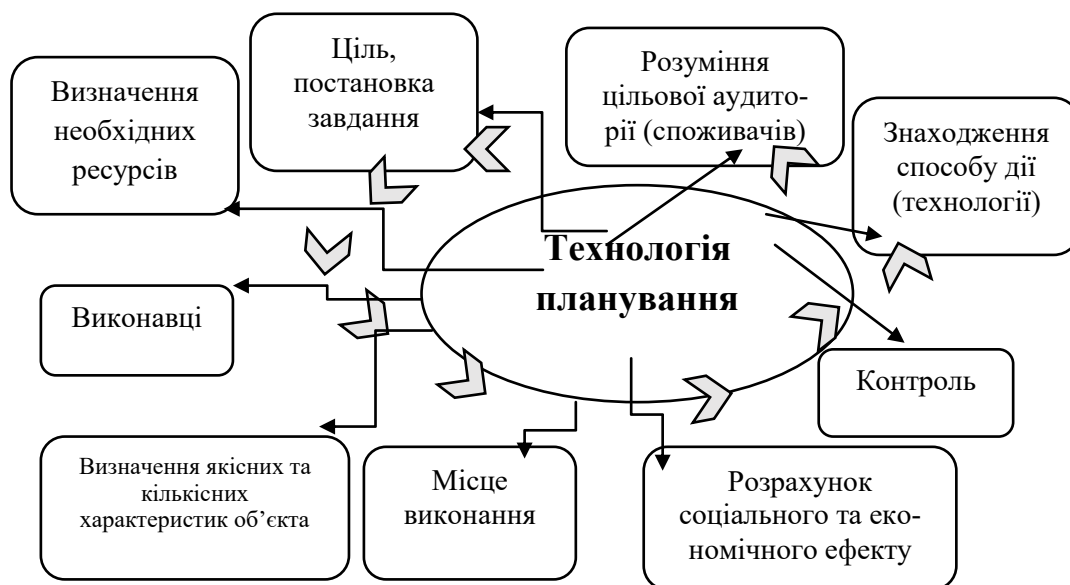 Ціль,
постановка
завдання
Розуміння
цільової аудито-
рії (споживачів)
Визначення
необхідних
ресурсів
Знаходження
способу дії
(технології)
Технологія
планування
Виконавці
Контроль
Визначення якісних та
кількісних
характеристик об’єкта
Місце
виконання
Розрахунок
соціального та еко-
номічного ефекту